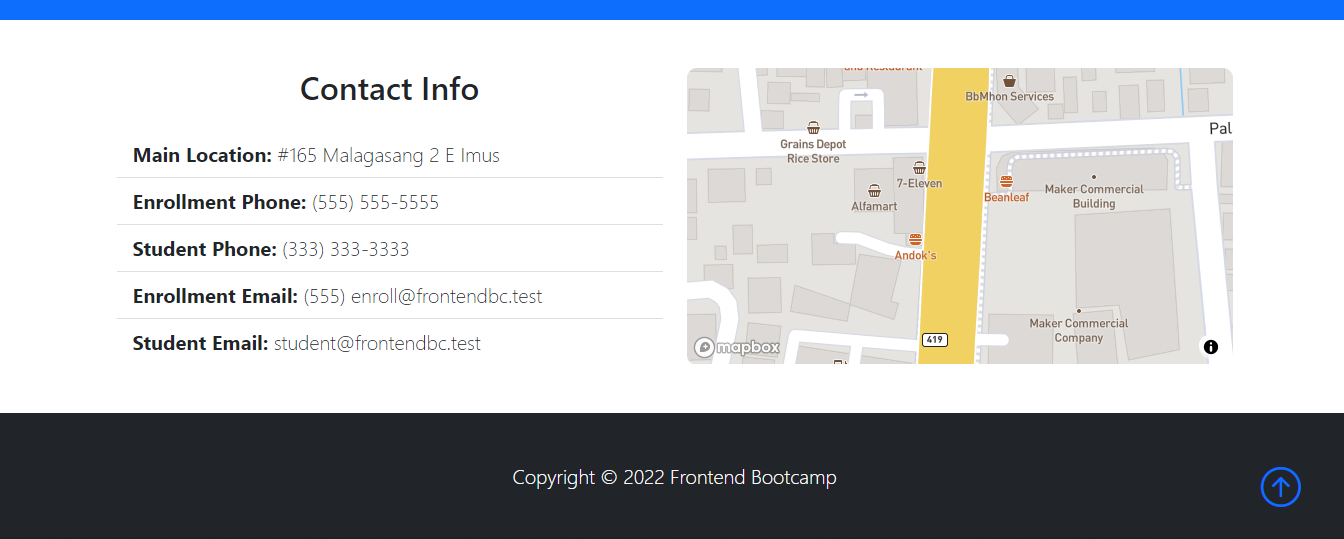 Contact Info
Main Location: #165 Malagasang 2 E Imus
Enrollment Phone: (555) 555-5555
Student Phone: (333) 333-3333
Enrollment Email: (555) enroll@frontendbc.test
Student Email: student@frontendbc.test
and Restaurant
BbMhon Services
Pal
Grains Depot
Rice Store
7-Eleven
Alfamart
Beanleaf
Maker Commercial
Building
Andok's
Maker Commercial
Company
419
mapbox
Copyright © 2022 Frontend Bootcamp